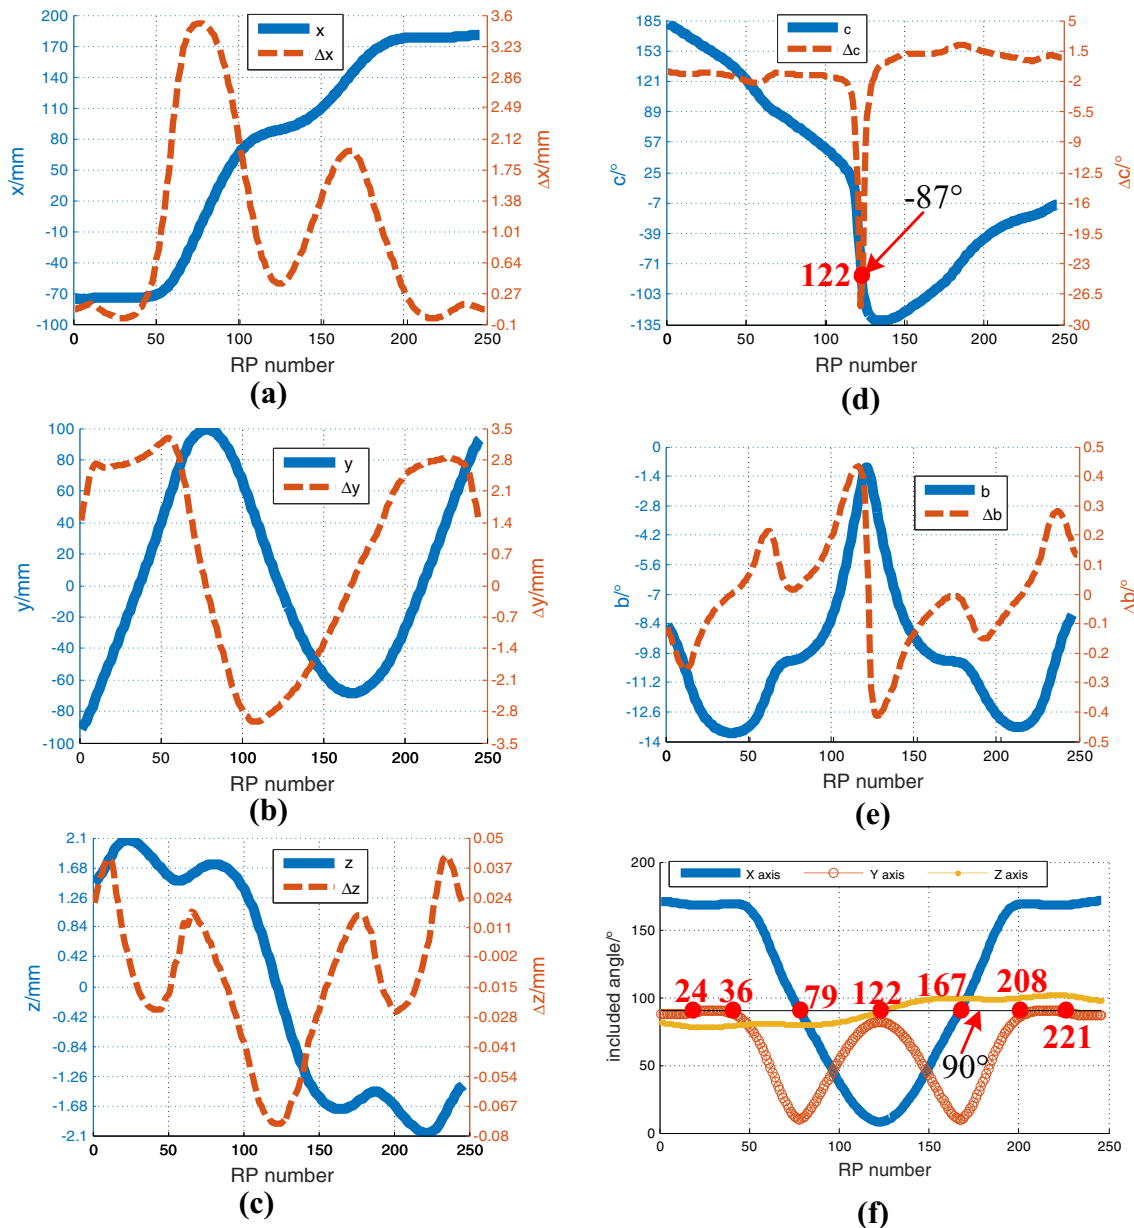 200
170
140
110
80
50
20
-10
-40
-70
-100
x/mm
x
Δx
3.6
3.23
2.86
2.49
2.12
1.75
1.38
1.01
0.64
0.27
-0.1
Δx/mm
0 50 100 150 200 250
RP number
(a)
185
153
121
89
57
25
-7
-39
-71
-103
-135
c/°
c
Δc
-87°
122
5
1.5
-2
-5.5
-9
-12.5
-16
-19.5
-23
-26.5
-30
Δc/°
0 50 100 150 200 250
RP number
(d)
100
80
60
40
20
0
-20
-40
-60
-80
-100
y/mm
y
Δy
3.5
2.8
2.1
1.4
0.7
0
-0.7
-1.4
-2.1
-2.8
-3.5
Δy/mm
0 50 100 150 200 250
RP number
(b)
0
-1.4
-2.8
-4.2
-5.6
-7
-8.4
-9.8
-11.2
-12.6
-14
b/°
b
Δb
0.5
0.4
0.3
0.2
0.1
0
-0.1
-0.2
-0.3
-0.4
-0.5
Δb/°
0 50 100 150 200 250
RP number
(e)
2.1
1.68
1.26
0.84
0.42
0
-0.42
-0.84
-1.26
-1.68
-2.1
z/mm
z
Δz
0.05
0.037
0.024
0.011
-0.002
-0.015
-0.028
-0.041
-0.054
-0.067
-0.08
Δz/mm
0 50 100 150 200 250
RP number
(c)
200
150
100
50
0
included angle/°
X axis Y axis Z axis
24 36 79 122 167 208
221
90°
0 50 100 150 200 250
RP number
(f)